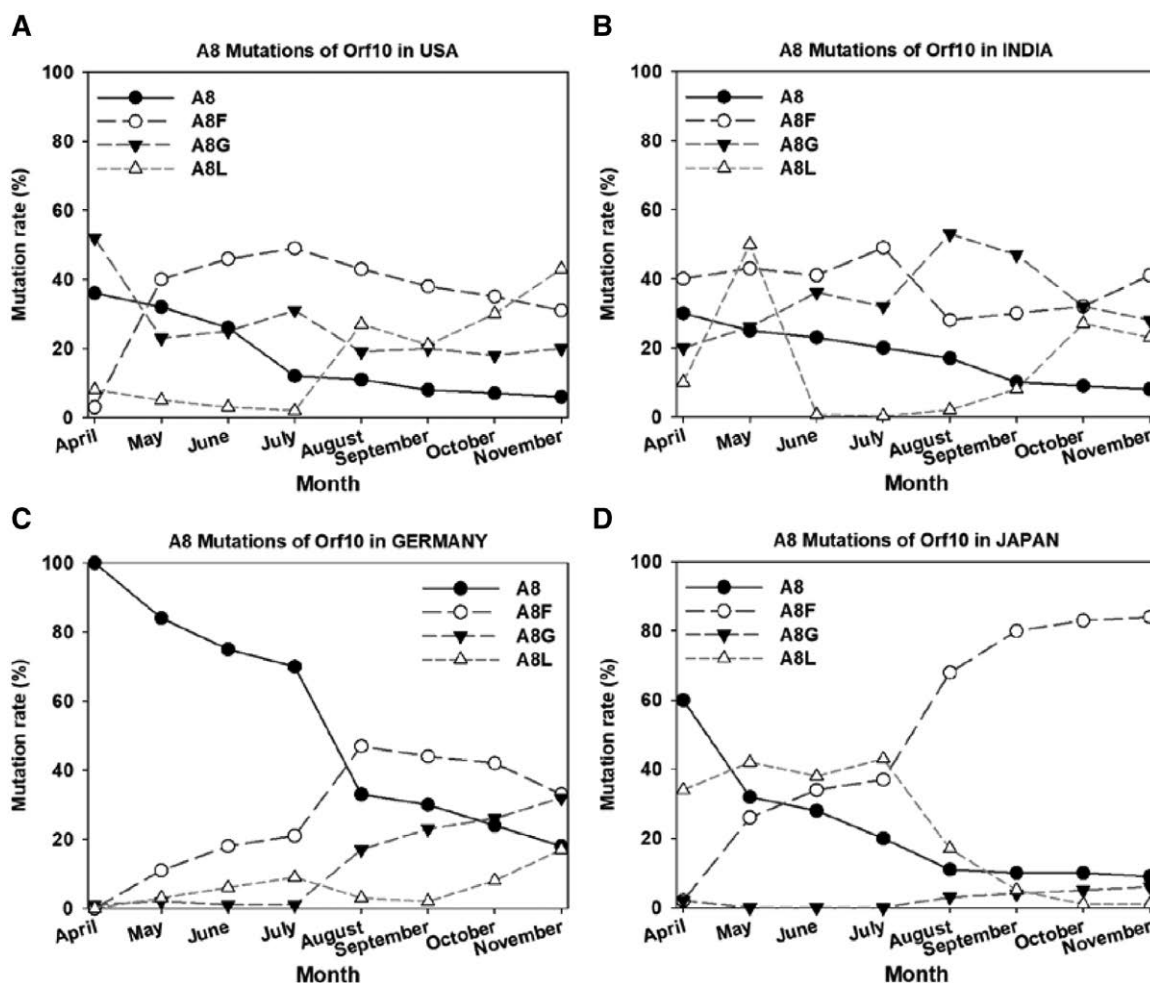 A
A8 Mutations of Orf10 in USA
100
80
60
40
20
0
Mutation rate (%)
A8
A8F
A8G
A8L
April
May
June
July
August
September
October
November
Month
B
A8 Mutations of Orf10 in INDIA
100
80
60
40
20
0
Mutation rate (%)
A8
A8F
A8G
A8L
April
May
June
July
August
September
October
November
Month
C
A8 Mutations of Orf10 in GERMANY
100
80
60
40
20
0
Mutation rate (%)
A8
A8F
A8G
A8L
April
May
June
July
August
September
October
November
Month
D
A8 Mutations of Orf10 in JAPAN
100
80
60
40
20
0
Mutation rate (%)
A8
A8F
A8G
A8L
April
May
June
July
August
September
October
November
Month